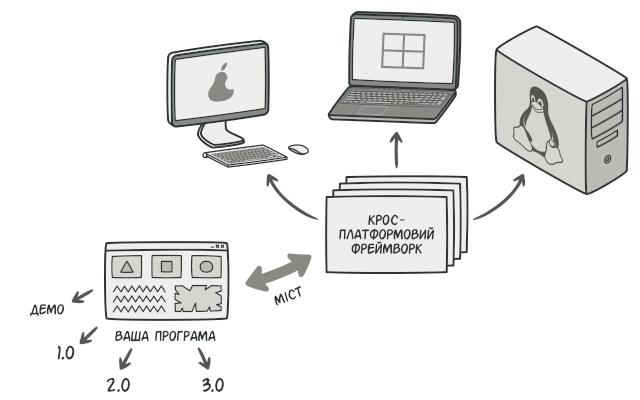 КРОС-
ПЛАТФОРМОВИЙ
ФРЕЙМВОРК
МІСТ
ДЕМО
ВАША ПРОГРАМА
1.0
2.0
3.0